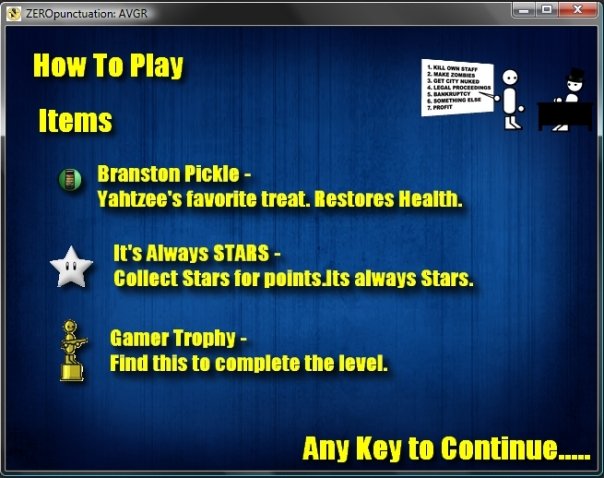 ZEROpunctuation: AVGR
How To Play
1. KILL OWN STAFF
2. MAKE ZOMBIES
3. GET CITY NUKED
4. LEGAL PROCEEDINGS
5. BANKRUPTCY
6. SOMETHING ELSE
7. PROFIT
Items
Branston Pickle -
Yahtzee's favorite treat. Restores Health.
It's Always STARS -
Collect Stars for points.Its always Stars.
Gamer Trophy -
Find this to complete the level.
Any Key to Continue.....